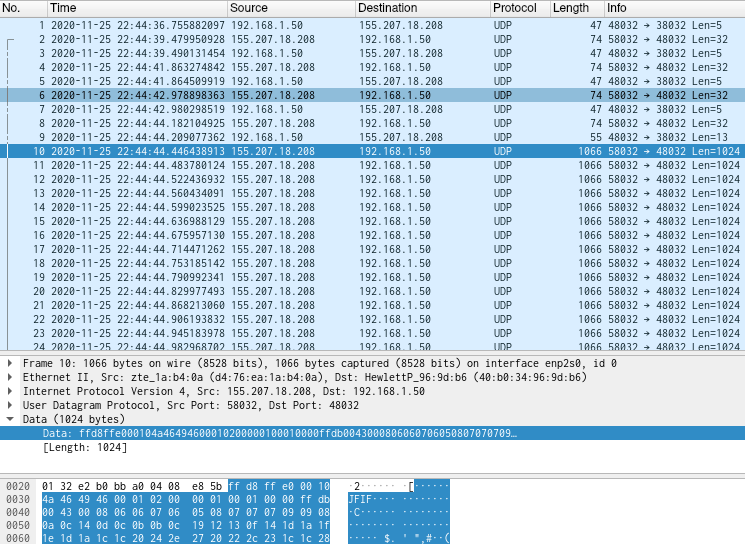 No. Time Source Destination Protocol Length Info
1 2020-11-25 22:44:36.755882097 192.168.1.50 155.207.18.208 UDP 47 48032 → 38032 Len=5
2 2020-11-25 22:44:39.479950928 155.207.18.208 192.168.1.50 UDP 74 58032 → 48032 Len=32
3 2020-11-25 22:44:39.490131454 192.168.1.50 155.207.18.208 UDP 47 48032 → 38032 Len=5
4 2020-11-25 22:44:41.863274842 155.207.18.208 192.168.1.50 UDP 74 58032 → 48032 Len=32
5 2020-11-25 22:44:41.864509919 192.168.1.50 155.207.18.208 UDP 47 48032 → 38032 Len=5
6 2020-11-25 22:44:42.978898363 155.207.18.208 192.168.1.50 UDP 74 58032 → 48032 Len=32
7 2020-11-25 22:44:42.980298519 192.168.1.50 155.207.18.208 UDP 47 48032 → 38032 Len=5
8 2020-11-25 22:44:44.182104925 155.207.18.208 192.168.1.50 UDP 74 58032 → 48032 Len=32
9 2020-11-25 22:44:44.209077362 192.168.1.50 155.207.18.208 UDP 55 48032 → 38032 Len=13
10 2020-11-25 22:44:44.446438913 155.207.18.208 192.168.1.50 UDP 1066 58032 → 48032 Len=1024
11 2020-11-25 22:44:44.483780124 155.207.18.208 192.168.1.50 UDP 1066 58032 → 48032 Len=1024
12 2020-11-25 22:44:44.522436932 155.207.18.208 192.168.1.50 UDP 1066 58032 → 48032 Len=1024
13 2020-11-25 22:44:44.560434091 155.207.18.208 192.168.1.50 UDP 1066 58032 → 48032 Len=1024
14 2020-11-25 22:44:44.599023525 155.207.18.208 192.168.1.50 UDP 1066 58032 → 48032 Len=1024
15 2020-11-25 22:44:44.636988129 155.207.18.208 192.168.1.50 UDP 1066 58032 → 48032 Len=1024
16 2020-11-25 22:44:44.675957130 155.207.18.208 192.168.1.50 UDP 1066 58032 → 48032 Len=1024
17 2020-11-25 22:44:44.714471262 155.207.18.208 192.168.1.50 UDP 1066 58032 → 48032 Len=1024
18 2020-11-25 22:44:44.753185142 155.207.18.208 192.168.1.50 UDP 1066 58032 → 48032 Len=1024
19 2020-11-25 22:44:44.790992341 155.207.18.208 192.168.1.50 UDP 1066 58032 → 48032 Len=1024
20 2020-11-25 22:44:44.829977493 155.207.18.208 192.168.1.50 UDP 1066 58032 → 48032 Len=1024
21 2020-11-25 22:44:44.868213060 155.207.18.208 192.168.1.50 UDP 1066 58032 → 48032 Len=1024
22 2020-11-25 22:44:44.906193832 155.207.18.208 192.168.1.50 UDP 1066 58032 → 48032 Len=1024
23 2020-11-25 22:44:44.945183978 155.207.18.208 192.168.1.50 UDP 1066 58032 → 48032 Len=1024
24 2020-11-25 22:44:44.982968702 155.207.18.208 192.168.1.50 UDP 1066 58032 → 48032 Len=1024
Frame 10: 1066 bytes on wire (8528 bits), 1066 bytes captured (8528 bits) on interface enp2s0, id 0
Ethernet II, Src: zte_1a:b4:0a (d4:76:ea:1a:b4:0a), Dst: HewlettP_96:9d:b6 (40:b0:34:96:9d:b6)
Internet Protocol Version 4, Src: 155.207.18.208, Dst: 192.168.1.50
User Datagram Protocol, Src Port: 58032, Dst Port: 48032
Data (1024 bytes)
Data: ffd8ffe000104a46494600010200000100010000ffdb004300080606070605080707070709…
[Length: 1024]
0020 01 32 e2 b0 bb a0 04 08 e8 5b ff d8 ff e0 00 10 ·2······ ·[······
0030 4a 46 49 46 00 01 02 00 00 01 00 01 00 00 ff db JFIF···· ········
0040 00 43 00 08 06 06 07 06 05 08 07 07 07 09 09 08 ·C······ ········
0050 0a 0c 14 0d 0c 0b 0b 0c 19 12 13 0f 14 1d 1a 1f ········ ········
0060 1e 1d 1a 1c 1c 20 24 2e 27 20 22 2c 23 1c 1c 28 ····· $. ' ",#··(